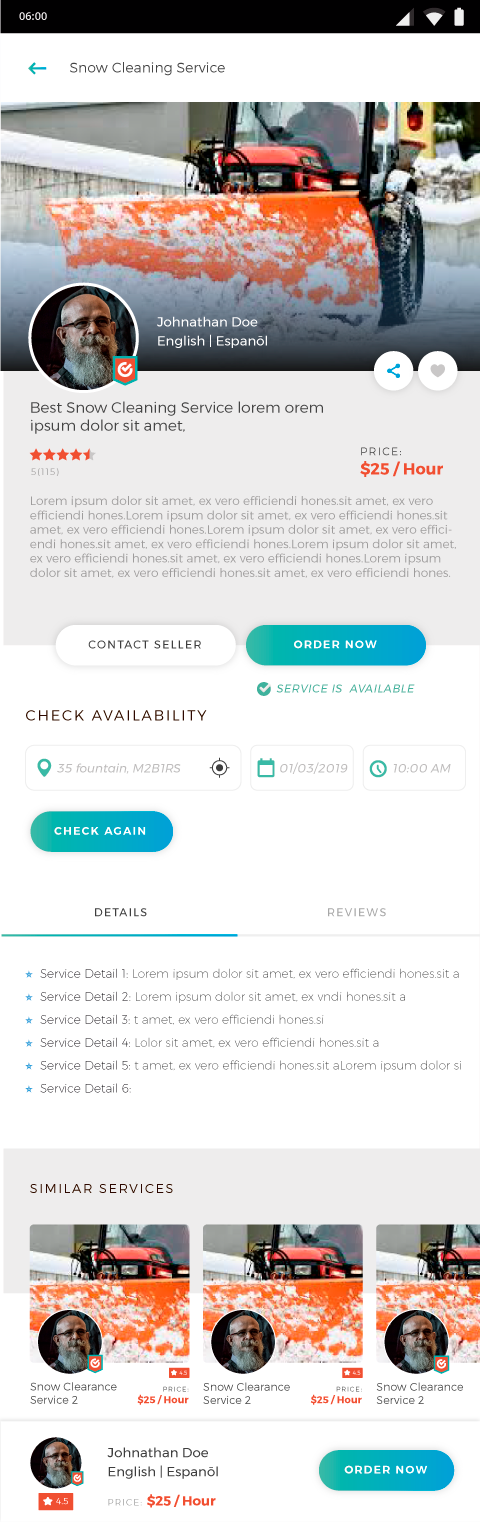 06:00
Snow Cleaning Service
Johnathan Doe
English | Espanõl
Best Snow Cleaning Service lorem orem
ipsum dolor sit amet,
5(115)
PRICE:
$25 / Hour
Lorem ipsum dolor sit amet, ex vero efficiendi hones.sit amet, ex vero
efficiendi hones.Lorem ipsum dolor sit amet, ex vero efficiendi hones.sit
amet, ex vero efficiendi hones.Lorem ipsum dolor sit amet, ex vero effici-
endi hones.sit amet, ex vero efficiendi hones.Lorem ipsum dolor sit amet,
ex vero efficiendi hones.sit amet, ex vero efficiendi hones.Lorem ipsum
dolor sit amet, ex vero efficiendi hones.sit amet, ex vero efficiendi hones.
CONTACT SELLER
ORDER NOW
SERVICE IS AVAILABLE
CHECK AVAILABILITY
35 fountain, M2B1RS
01/03/2019
10:00 AM
CHECK AGAIN
DETAILS
REVIEWS
Service Detail 1: Lorem ipsum dolor sit amet, ex vero efficiendi hones.sit a
Service Detail 2: Lorem ipsum dolor sit amet, ex vndi hones.sit a
Service Detail 3: t amet, ex vero efficiendi hones.si
Service Detail 4: Lolor sit amet, ex vero efficiendi hones.sit a
Service Detail 5: t amet, ex vero efficiendi hones.sit aLorem ipsum dolor si
Service Detail 6:
SIMILAR SERVICES
4.5
Snow Clearance
Service 2
PRICE:
$25 / Hour
4.5
Snow Clearance
Service 2
PRICE:
$25 / Hour
Snow Clearance
Service 2
Johnathan Doe
English | Espanõl
4.5
PRICE: $25 / Hour
ORDER NOW